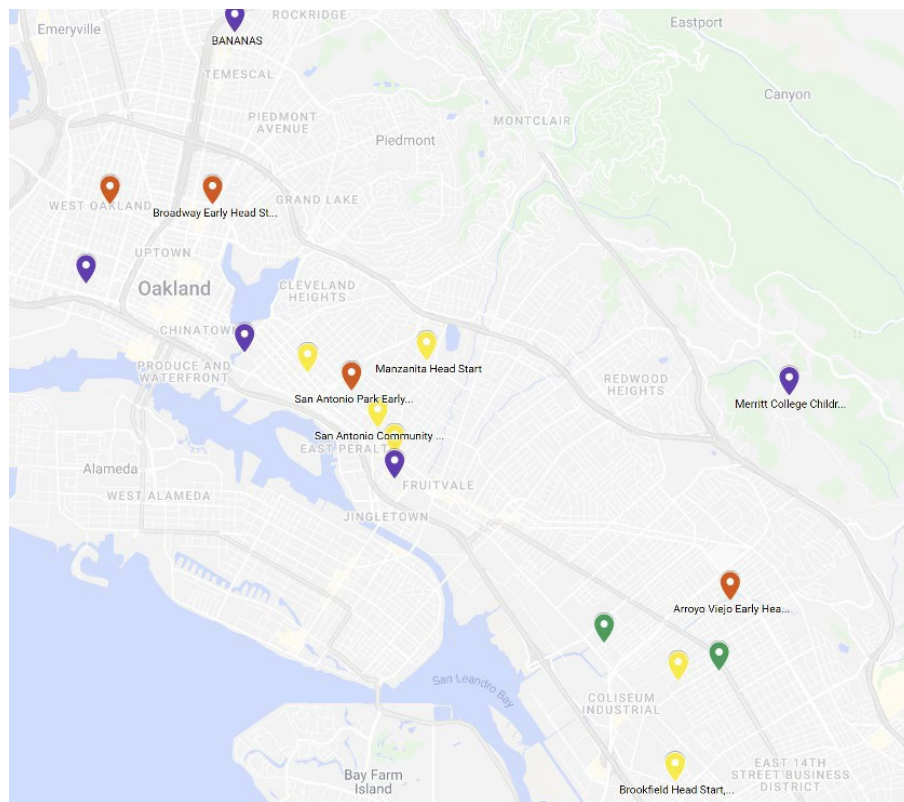 ROCKRIDGE
Emeryville
Eastport
BANANAS
TEMESCAL
Canyon
PIEDMONT
AVENUE
MONTCLAIR
Piedmont
WEST OAKLAND
GRAND LAKE
Broadway Early Head St...
UPTOWN
Oakland
CLEVELAND
HEIGHTS
CHINATOWN
PRODUCE AND
WATERFRONT
Manzanita Head Start
REDWOOD
HEIGHTS
San Antonio Park Early...
Merritt College Childr...
San Antonio Community ...
EAST PERALT
Alameda
FRUITVALE
WEST ALAMEDA
JINGLETOWN
Arroyo Viejo Early Hea...
San Leandro Bay
COLISEUM
INDUSTRIAL
EAST 14TH
STREET BUSINESS
DISTRICT
Bay Farm
Island
Brookfield Head Start,...